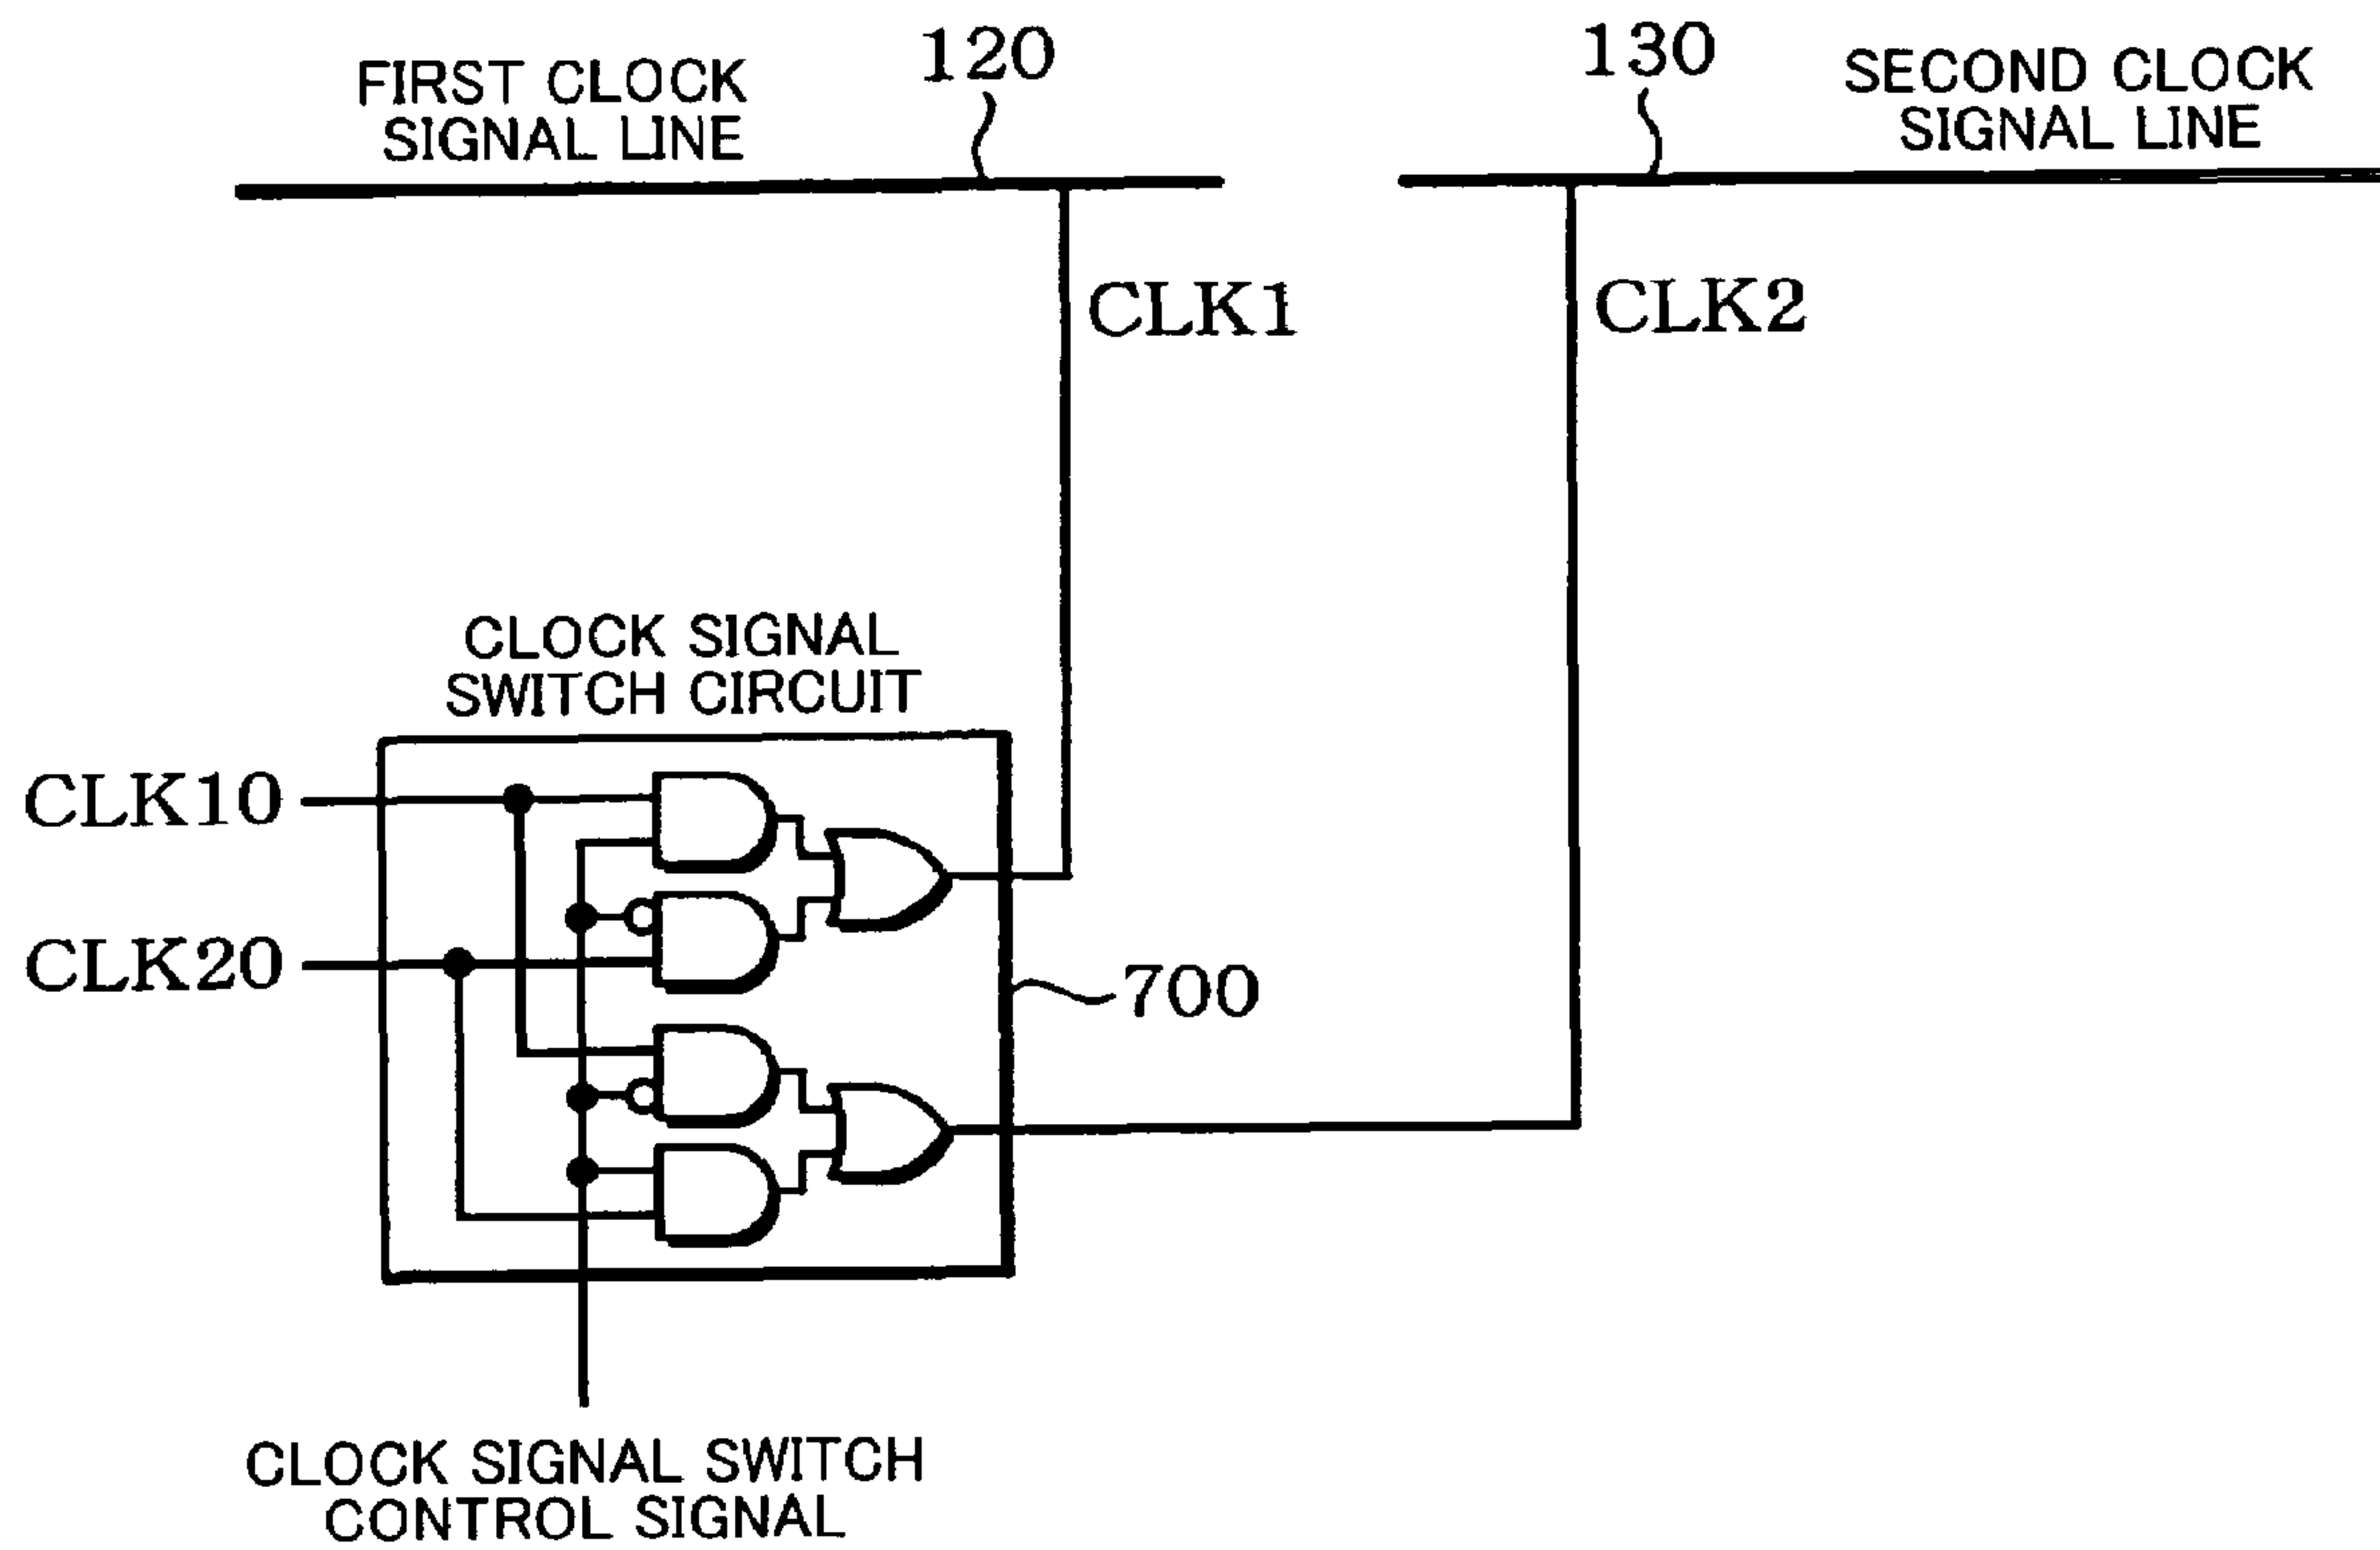 120
130
FIRST CLOCK
SIGNAL LINE
SECOND CLOCK
SIGNAL LINE
CLK1
CLK2
CLOCK SIGNAL
SWITCH CIRCUIT
CLK10
CLK20
700
CLOCK SIGNAL SWITCH
CONTROL SIGNAL